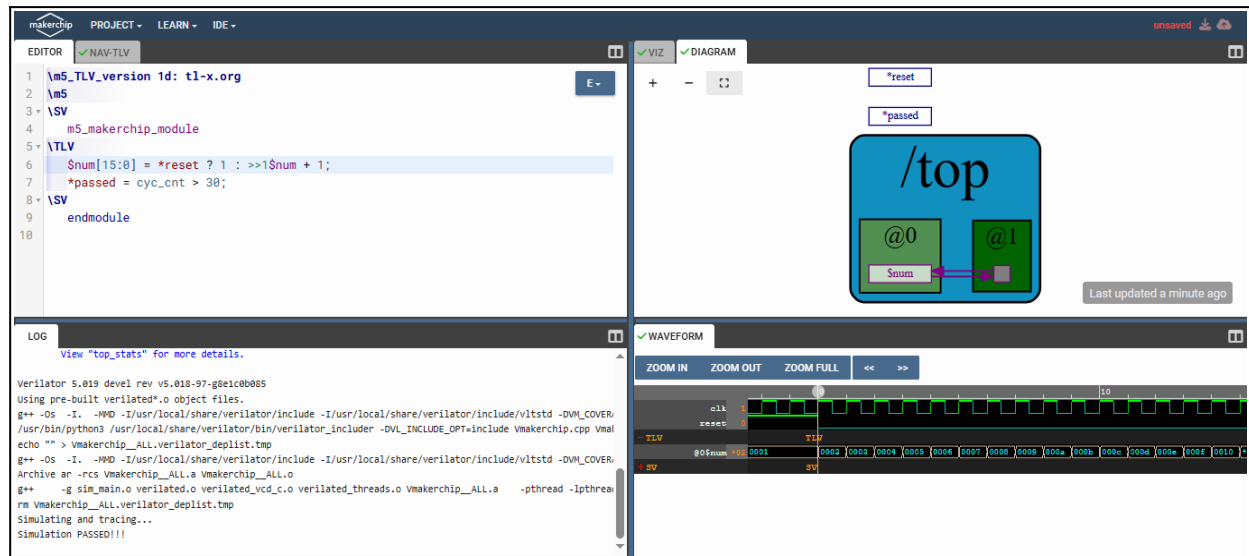 makerchip PROJECT LEARN IDE unsaved
EDITOR NAV-TLV
E
1 \m5_TLV_version 1d: tl-x.org
2 \m5
3 \SV
4 m5_makerchip_module
5 \TLV
6 $num[15:0] = *reset ? 1 : >>1$num + 1;
7 *passed = cyc_cnt > 30;
8 \SV
9 endmodule
10
VIZ DIAGRAM
+ −
*reset
*passed
/top
@0 @1
$num
Last updated a minute ago
LOG
View "top_stats" for more details.
Verilator 5.019 devel rev v5.018-97-g8e1c0b085
Using pre-built verilated*.o object files.
g++ -Os -I. -MMD -I/usr/local/share/verilator/include -I/usr/local/share/verilator/include/vltstd -DVM_COVER
/usr/bin/python3 /usr/local/share/verilator/bin/verilator_includer -DVL_INCLUDE_OPT=include Vmakerchip.cpp Vmak
echo "" > Vmakerchip__ALL.verilator_deplist.tmp
g++ -Os -I. -MMD -I/usr/local/share/verilator/include -I/usr/local/share/verilator/include/vltstd -DVM_COVER
Archive ar -rcs Vmakerchip__ALL.a Vmakerchip__ALL.o
g++ -g sim_main.o verilated.o verilated_vcd_c.o verilated_threads.o Vmakerchip__ALL.a -pthread -lpthrea
rm Vmakerchip__ALL.verilator_deplist.tmp
Simulating and tracing...
Simulation PASSED!!!
WAVEFORM
ZOOM IN ZOOM OUT ZOOM FULL << >>
0 10
clk 1
reset 0
-TLV TLV
@0$num *02 0001 0002 0003 0004 0005 0006 0007 0008 0009 000a 000b 000c 000d 000e 000f 0010
+SV SV